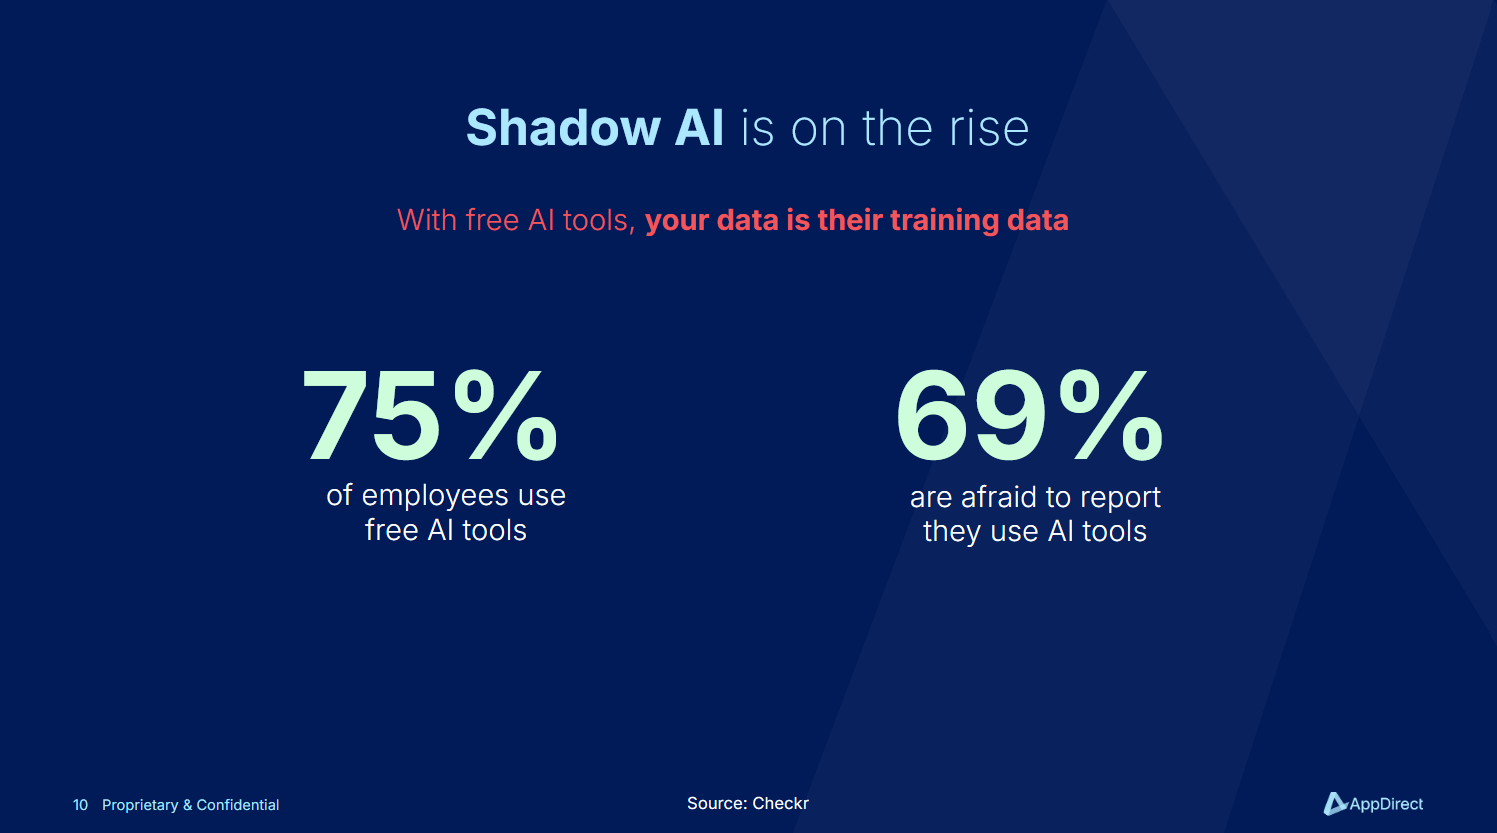 Shadow AI is on the rise
With free AI tools, your data is their training data
75%
of employees use
free AI tools
69%
are afraid to report
they use AI tools
10 Proprietary & Confidential
Source: Checkr
AppDirect